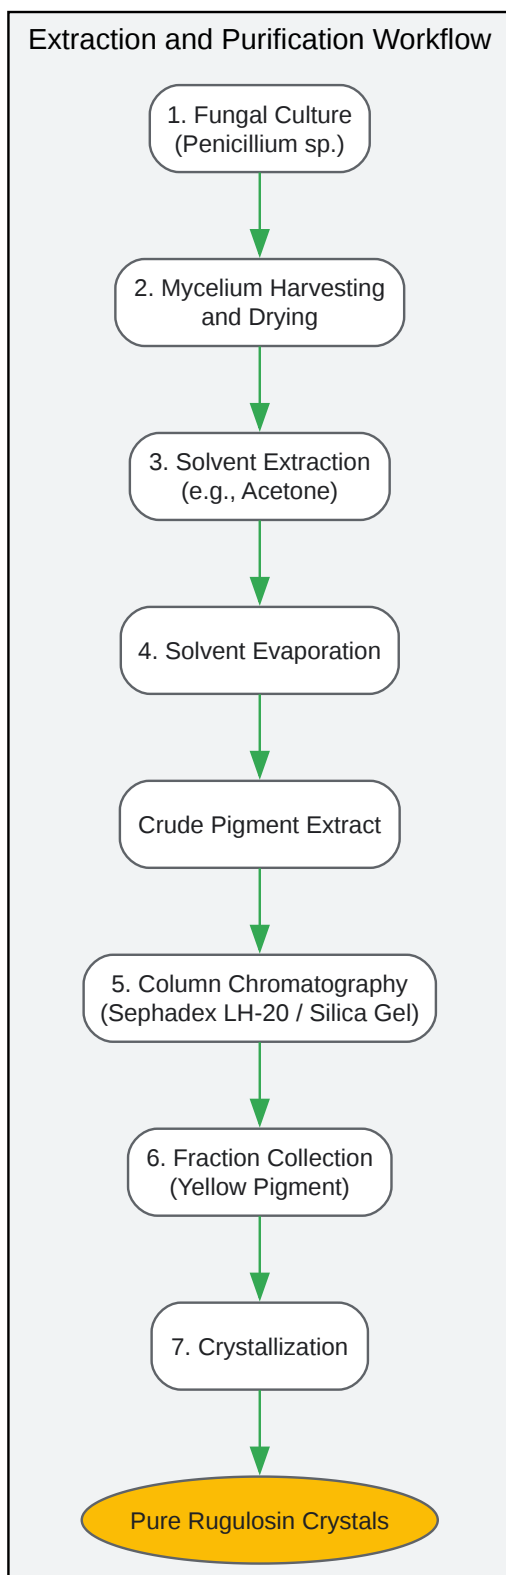 Extraction and Purification Workflow
1. Fungal Culture
(Penicillium sp.)
2. Mycelium Harvesting
and Drying
3. Solvent Extraction
(e.g., Acetone)
4. Solvent Evaporation
Crude Pigment Extract
5. Column Chromatography
(Sephadex LH-20 / Silica Gel)
6. Fraction Collection
(Yellow Pigment)
7. Crystallization
Pure Rugulosin Crystals